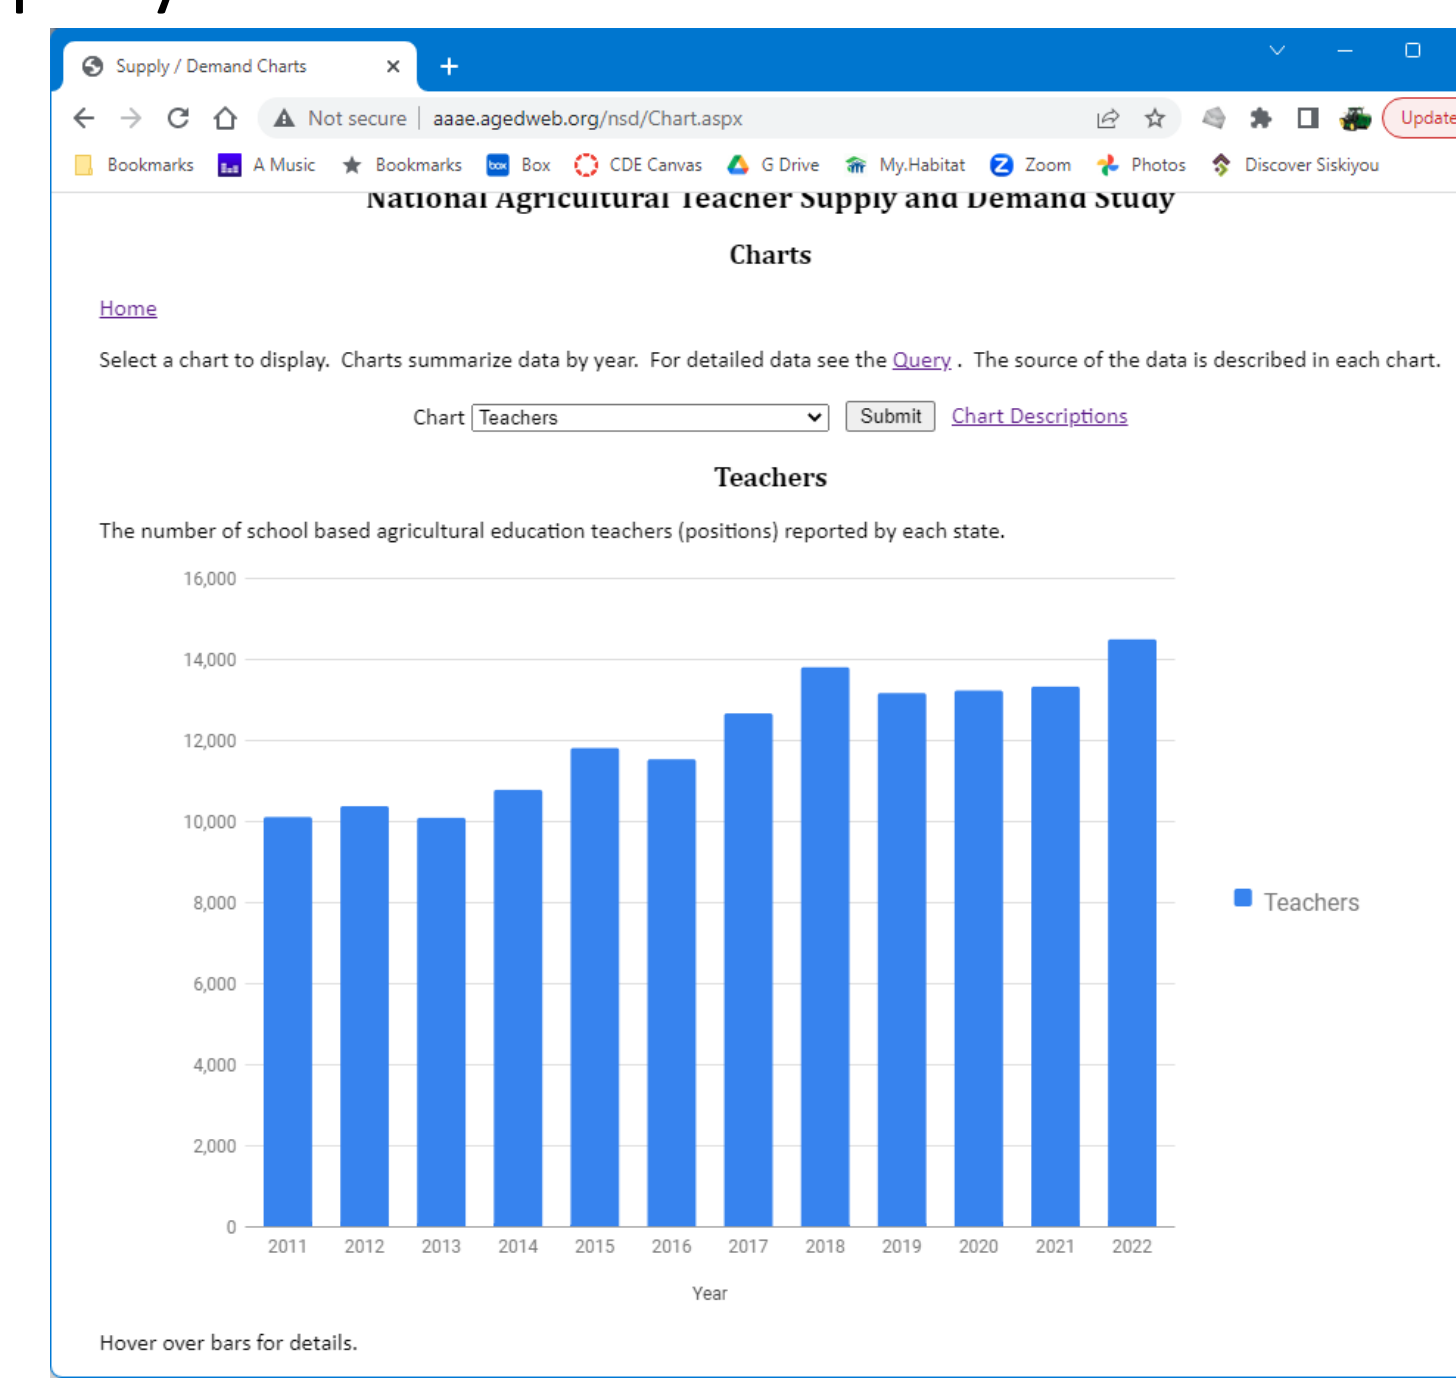 Supply / Demand Charts
Not secure | aaae.agedweb.org/nsd/Chart.aspx
Update
Bookmarks A Music Bookmarks box Box CDE Canvas G Drive My.Habitat Zoom Photos Discover Siskiyou
National Agricultural Teacher Supply and Demand Study
Charts
Home
Select a chart to display. Charts summarize data by year. For detailed data see the Query . The source of the data is described in each chart.
Chart Teachers Submit Chart Descriptions
Teachers
The number of school based agricultural education teachers (positions) reported by each state.
16,000
14,000
12,000
10,000
8,000
6,000
4,000
2,000
0
Teachers
2011 2012 2013 2014 2015 2016 2017 2018 2019 2020 2021 2022
Year
Hover over bars for details.